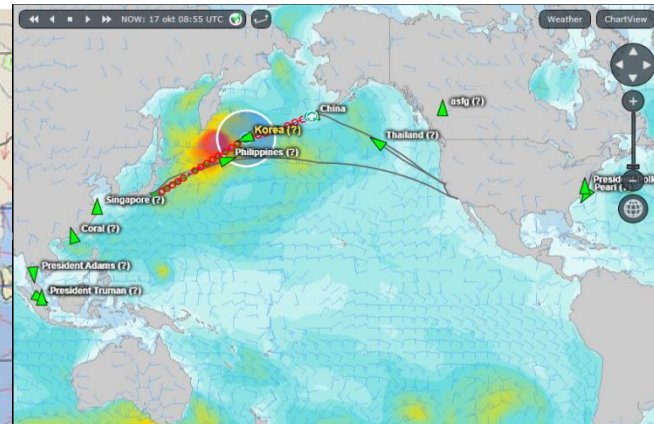 NOW: 17 okt 08:55 UTC
Weather
ChartView
China
asfg (?)
Korea (?)
Thailand (?)
Philippines (?)
Pearl (?)
Singapore (?)
Coral (?)
President Adams (?)
President Truman (?)